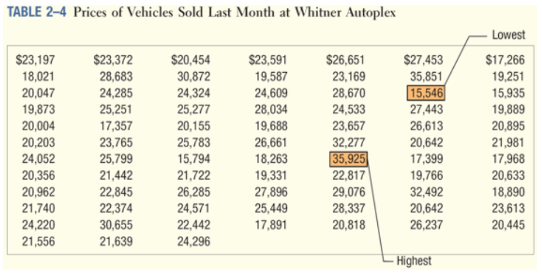 TABLE 2–4 Prices of Vehicles Sold Last Month at Whitner Autoplex
Lowest
$23,197 $23,372 $20,454 $23,591 $26,651 $27,453 $17,266
18,021 28,683 30,872 19,587 23,169 35,851 19,251
20,047 24,285 24,324 24,609 28,670 15,546 15,935
19,873 25,251 25,277 28,034 24,533 27,443 19,889
20,004 17,357 20,155 19,688 23,657 26,613 20,895
20,203 23,765 25,783 26,661 32,277 20,642 21,981
24,052 25,799 15,794 18,263 35,925 17,399 17,968
20,356 21,442 21,722 19,331 22,817 19,766 20,633
20,962 22,845 26,285 27,896 29,076 32,492 18,890
21,740 22,374 24,571 25,449 28,337 20,642 23,613
24,220 30,655 22,442 17,891 20,818 26,237 20,445
21,556 21,639 24,296
Highest